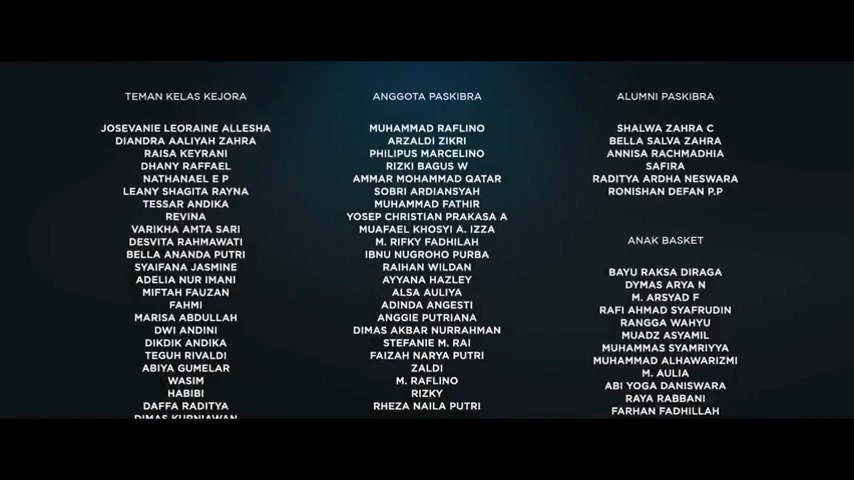 TEMAN KELAS KEJORA
JOSEVANIE LEORAINE ALLESHA
DIANDRA AALIYAH ZAHRA
RAISA KEYRANI
DHANY RAFFAEL
NATHANAEL E P
LEANY SHAGITA RAYNA
TESSAR ANDIKA
REVINA
VARIKHA AMTA SARI
DESVITA RAHMAWATI
BELLA ANANDA PUTRI
SYAIFANA JASMINE
ADELIA NUR IMANI
MIFTAH FAUZAN
FAHMI
MARISA ABDULLAH
DWI ANDINI
DIKDIK ANDIKA
TEGUH RIVALDI
ABIYA GUMELAR
WASIM
HABIBI
DAFFA RADITYA
DIMAS KURNIAWAN
ANGGOTA PASKIBRA
MUHAMMAD RAFLINO
ARZALDI ZIKRI
PHILIPUS MARCELINO
RIZKI BAGUS W
AMMAR MOHAMMAD QATAR
SOBRI ARDIANSYAH
MUHAMMAD FATHIR
YOSEP CHRISTIAN PRAKASA A
MUAFAEL KHOSYI A. IZZA
M. RIFKY FADHILAH
IBNU NUGROHO PURBA
RAIHAN WILDAN
AYYANA HAZLEY
ALSA AULIYA
ADINDA ANGESTI
ANGGIE PUTRIANA
DIMAS AKBAR NURRAHMAN
STEFANIE M. RAI
FAIZAH NARYA PUTRI
ZALDI
M. RAFLINO
RIZKY
RHEZA NAILA PUTRI
ALUMNI PASKIBRA
SHALWA ZAHRA C
BELLA SALVA ZAHRA
ANNISA RACHMADHIA
SAFIRA
RADITYA ARDHA NESWARA
RONISHAN DEFAN P.P
ANAK BASKET
BAYU RAKSA DIRAGA
DYMAS ARYA N
M. ARSYAD F
RAFI AHMAD SYAFRUDIN
RANGGA WAHYU
MUADZ ASYAMIL
MUHAMMAS SYAMRIYYA
MUHAMMAD ALHAWARIZMI
M. AULIA
ABI YOGA DANISWARA
RAYA RABBANI
FARHAN FADHILLAH